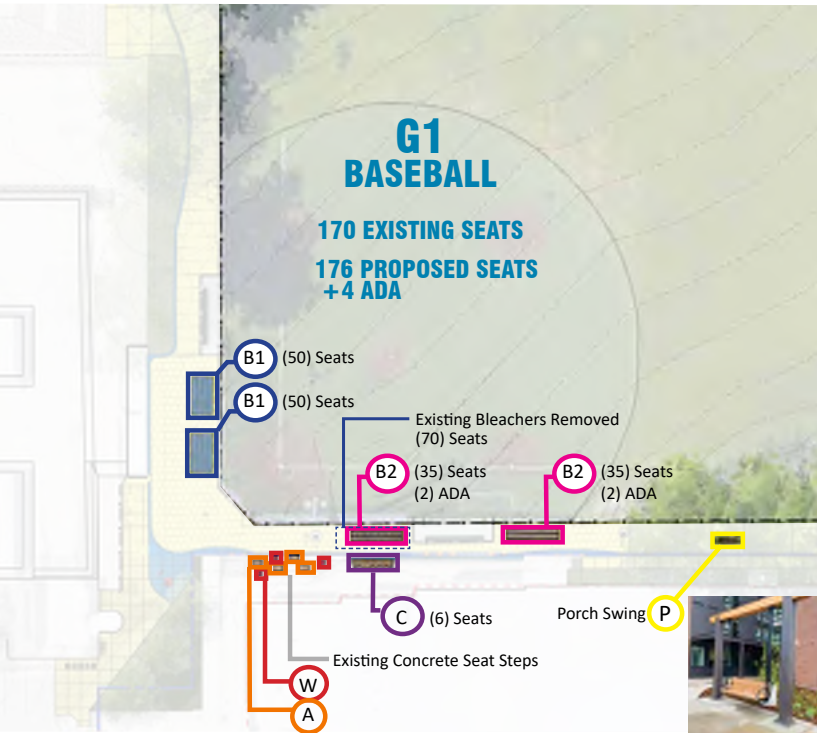 G1
BASEBALL
170 EXISTING SEATS
176 PROPOSED SEATS
+4 ADA
B1 (50) Seats
B1 (50) Seats
Existing Bleachers Removed
(70) Seats
B2 (35) Seats
(2) ADA
B2 (35) Seats
(2) ADA
C (6) Seats
Porch Swing P
Existing Concrete Seat Steps
W
A